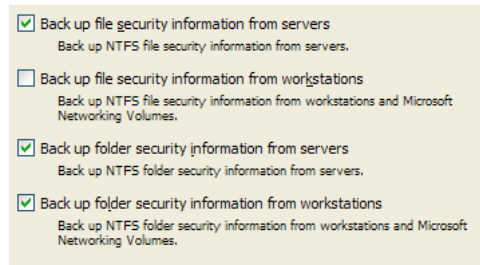 Back up file security information from servers
Back up NTFS file security information from servers.
Back up file security information from workstations
Back up NTFS file security information from workstations and Microsoft
Networking Volumes.
Back up folder security information from servers
Back up NTFS folder security information from servers.
Back up folder security information from workstations
Back up NTFS folder security information from workstations and Microsoft
Networking Volumes.